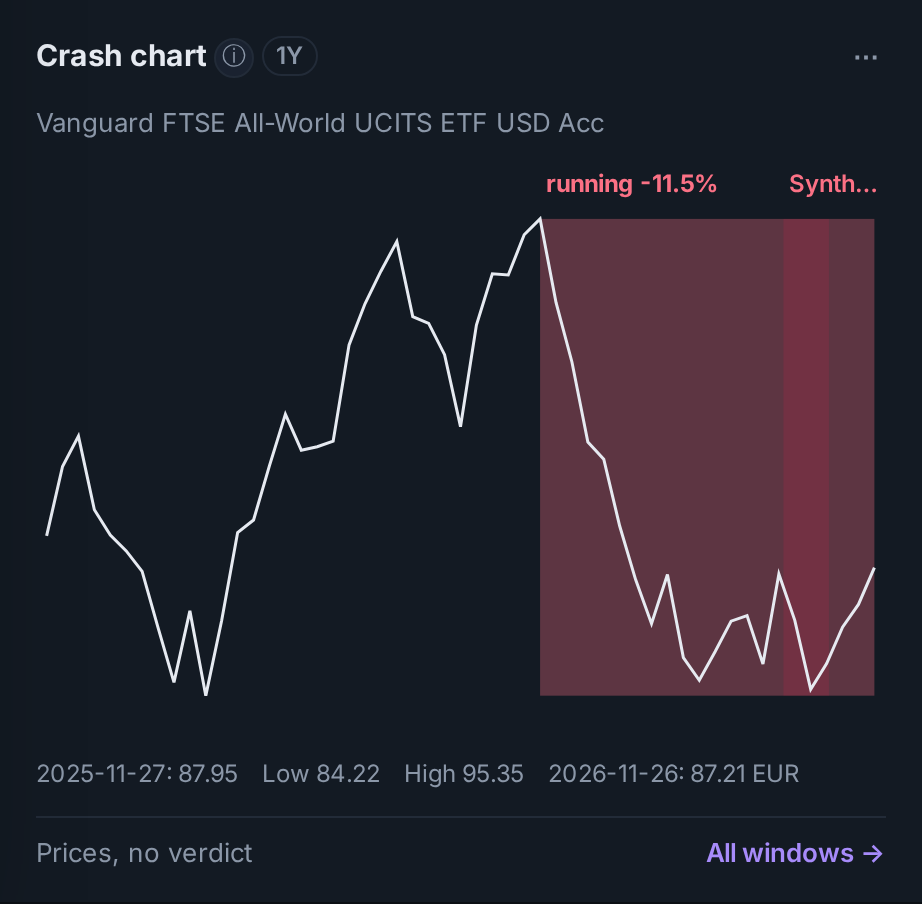 Crash chart ⓘ 1Y ...
Vanguard FTSE All-World UCITS ETF USD Acc
running -11.5% Synth...
2025-11-27: 87.95 Low 84.22 High 95.35 2026-11-26: 87.21 EUR
Prices, no verdict All windows →